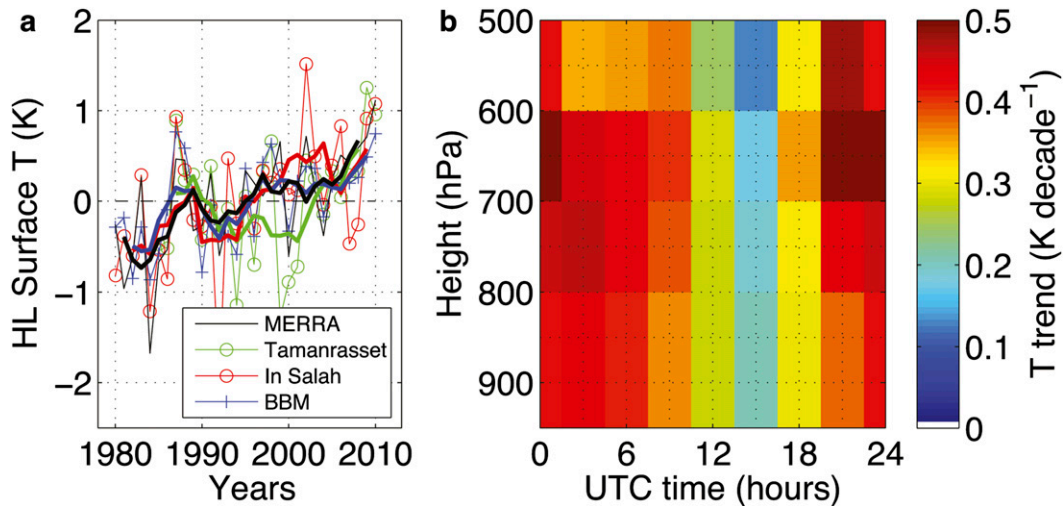 a
HL Surface T (K)
2
1
0
−1
−2
1980 1990 2000 2010
Years
MERRA
Tamanrasset
In Salah
BBM
b
Height (hPa)
500
600
700
800
900
0 6 12 18 24
UTC time (hours)
0.5
0.4
0.3
0.2
0.1
0
T trend (K decade⁻¹)